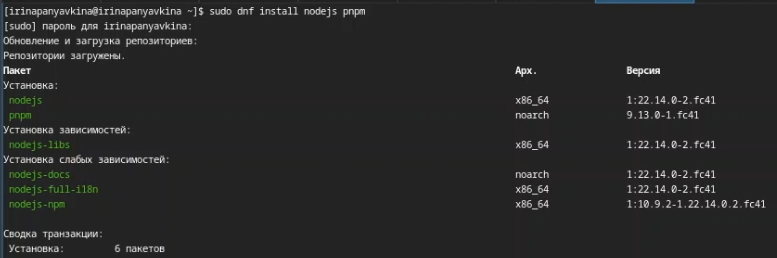 [irinapanyavkina@irinapanyavkina ~]$ sudo dnf install nodejs pnpm
[sudo] пароль для irinapanyavkina:
Обновление и загрузка репозиториев:
Репозитории загружены.
Пакет Арх. Версия
Установка:
nodejs x86_64 1:22.14.0-2.fc41
pnpm noarch 9.13.0-1.fc41
Установка зависимостей:
nodejs-libs x86_64 1:22.14.0-2.fc41
Установка слабых зависимостей:
nodejs-docs noarch 1:22.14.0-2.fc41
nodejs-full-i18n x86_64 1:22.14.0-2.fc41
nodejs-npm x86_64 1:10.9.2-1.22.14.0.2.fc41
Сводка транзакции:
Установка: 6 пакетов